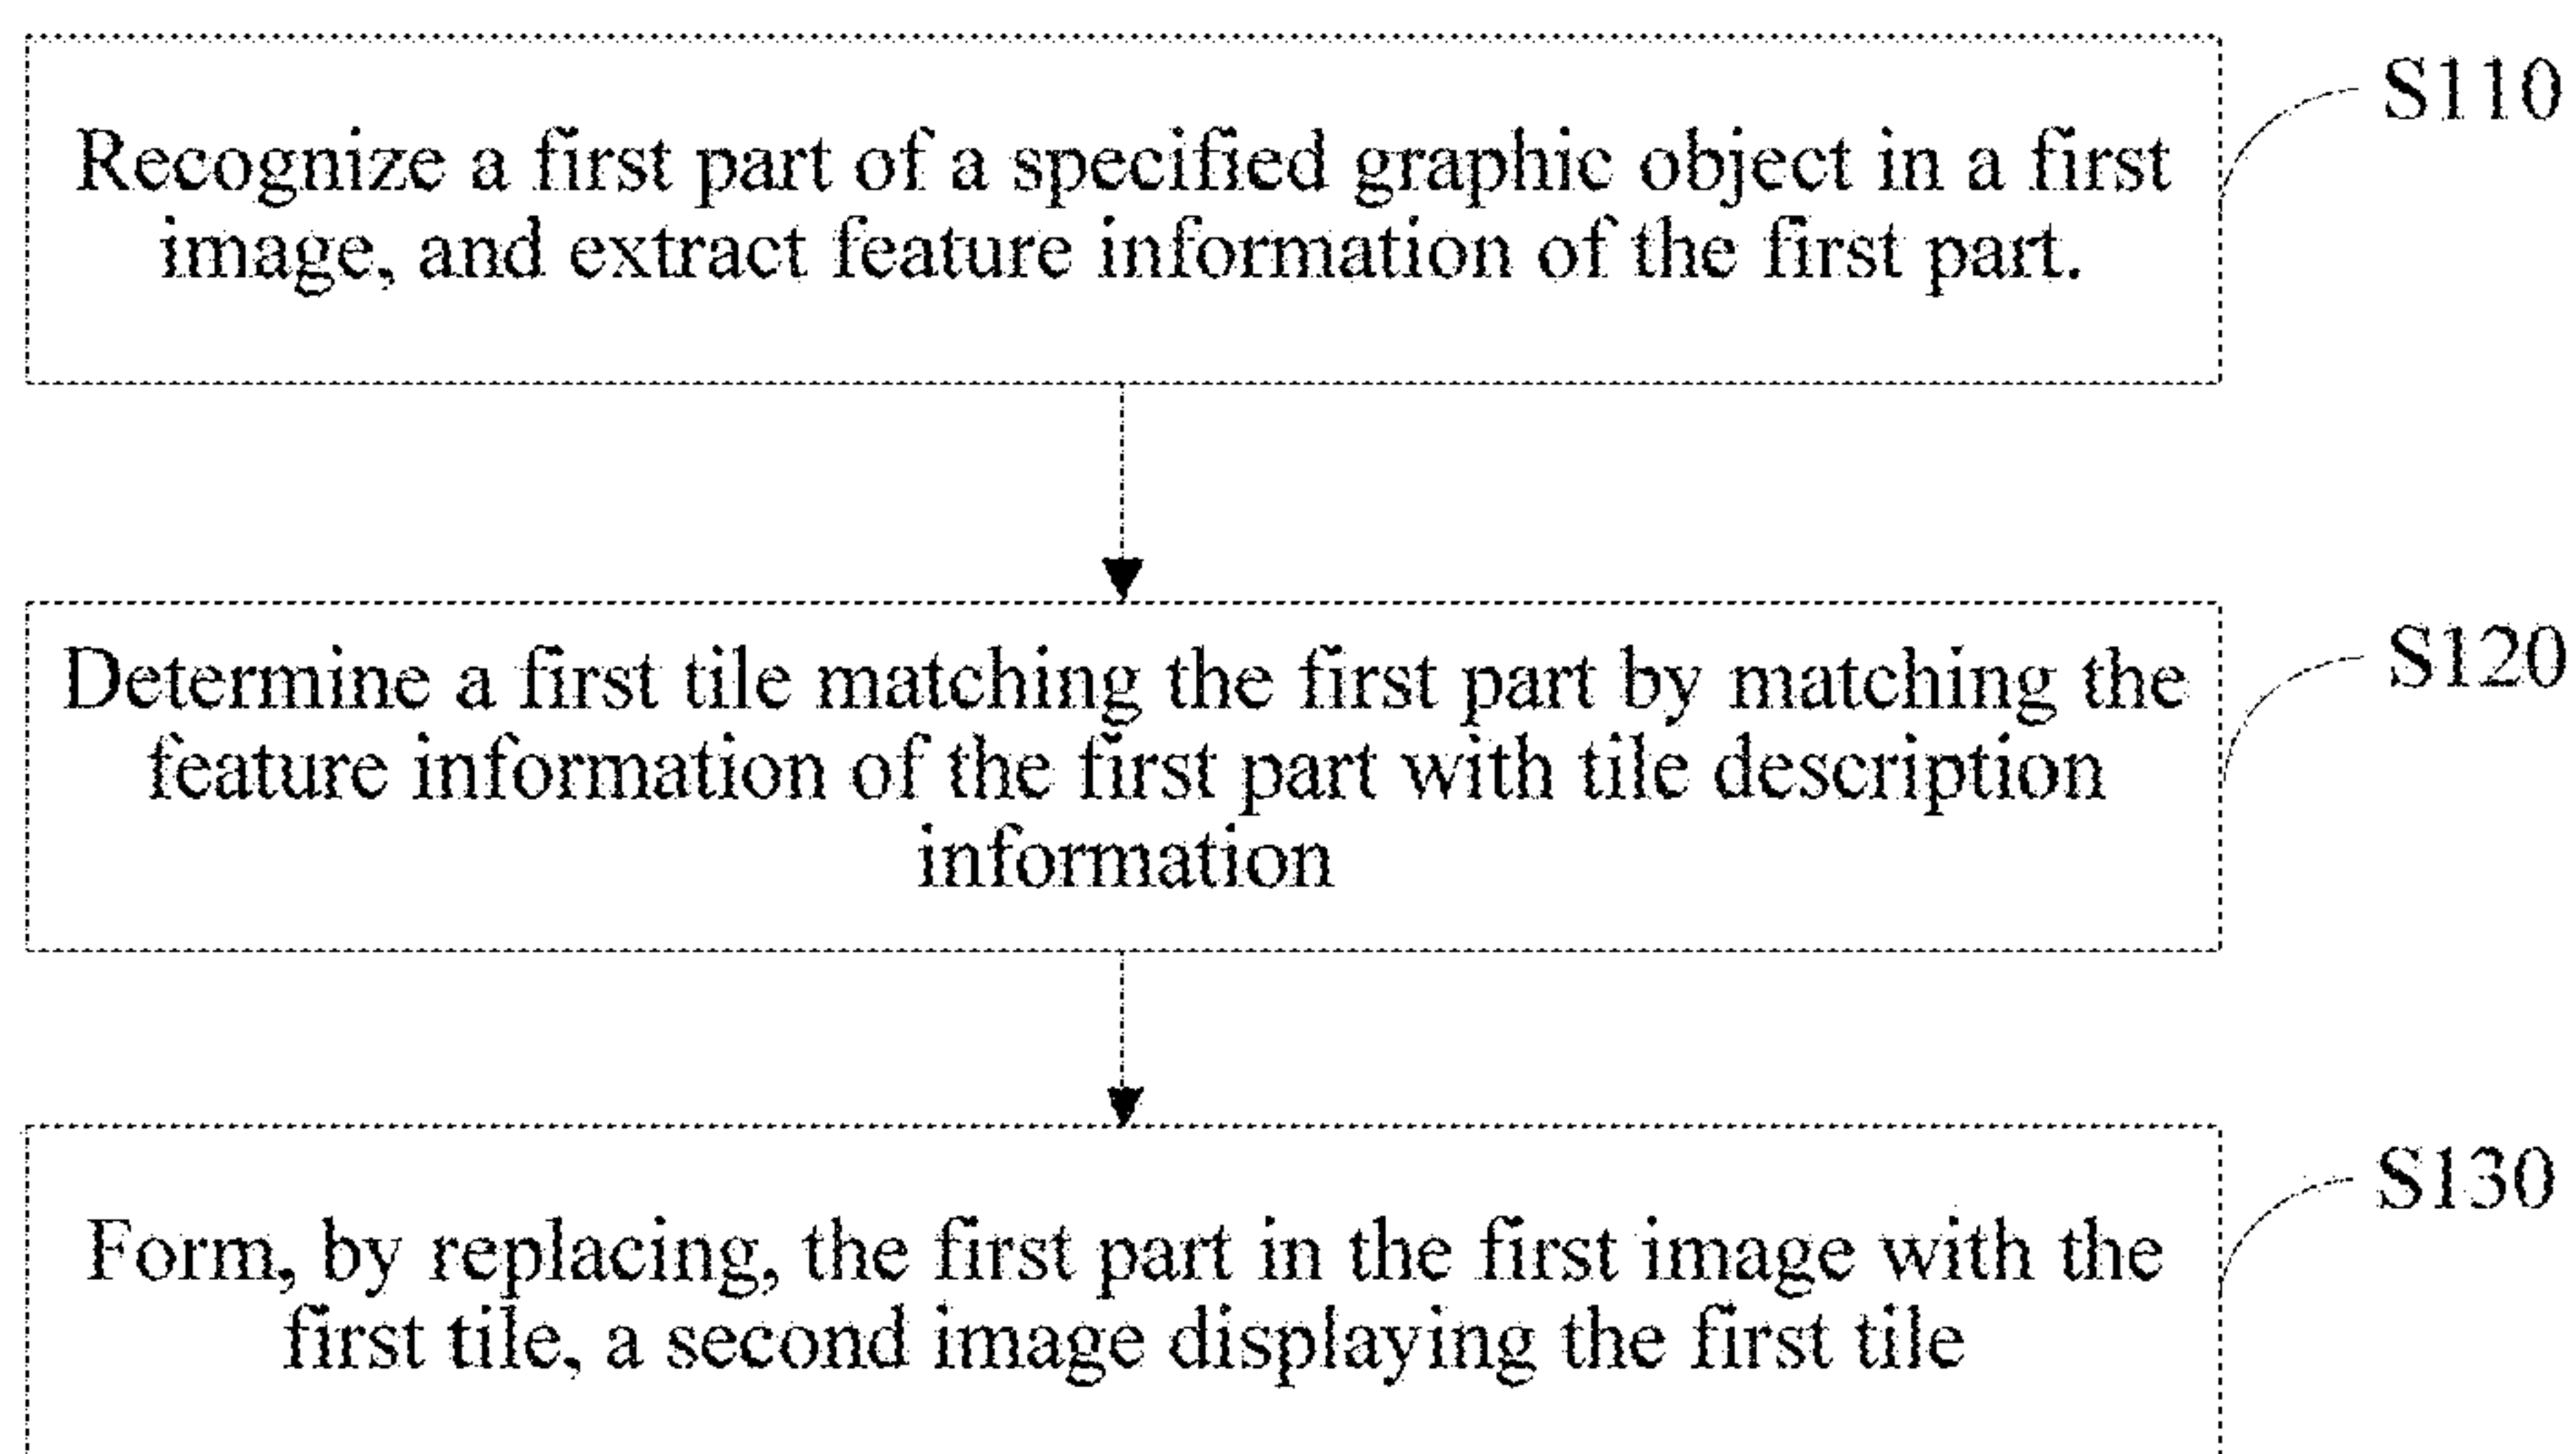 S110
Recognize a first part of a specified graphic object in a first
image, and extract feature information of the first part.
S120
Determine a first tile matching the first part by matching the
feature information of the first part with tile description
information
S130
Form, by replacing, the first part in the first image with the
first tile, a second image displaying the first tile